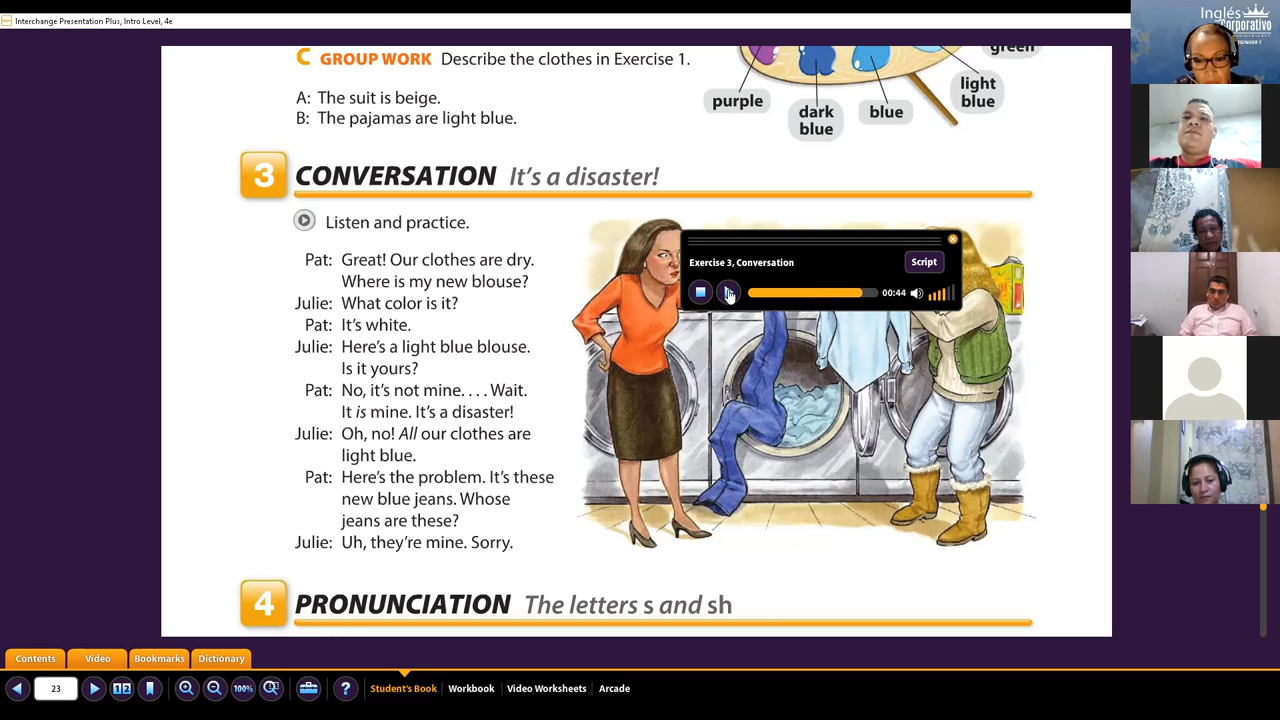 Interchange Presentation Plus, Intro Level, 4e
Inglés
Corporativo
BEGINNER 1
C GROUP WORK Describe the clothes in Exercise 1.
A: The suit is beige.
B: The pajamas are light blue.
green
purple
dark
blue
blue
light
blue
3 CONVERSATION It's a disaster!
Listen and practice.
Pat: Great! Our clothes are dry.
Where is my new blouse?
Julie: What color is it?
Pat: It's white.
Julie: Here's a light blue blouse.
Is it yours?
Pat: No, it's not mine. . . . Wait.
It is mine. It's a disaster!
Julie: Oh, no! All our clothes are
light blue.
Pat: Here's the problem. It's these
new blue jeans. Whose
jeans are these?
Julie: Uh, they're mine. Sorry.
Exercise 3, Conversation
Script
00:44
4 PRONUNCIATION The letters s and sh
Contents Video Bookmarks Dictionary
23 1 2 100% ? Student's Book Workbook Video Worksheets Arcade